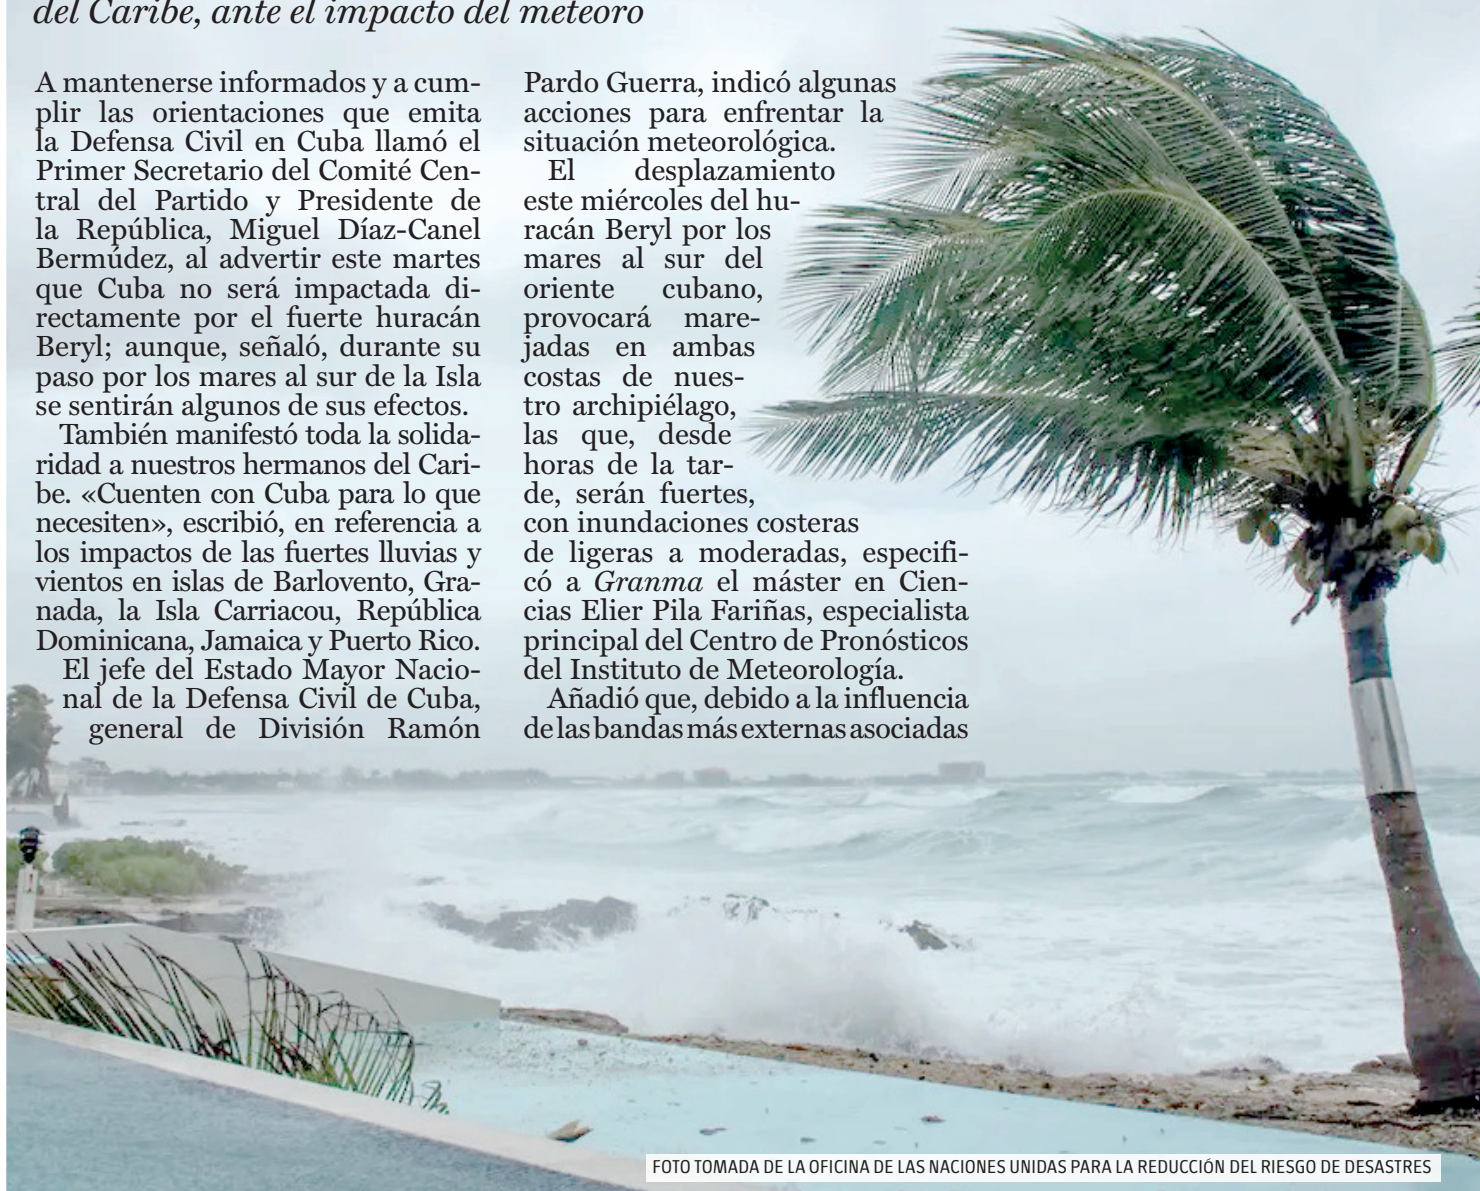 del Caribe, ante el impacto del meteoro
A mantenerse informados y a cum-
plir las orientaciones que emita
la Defensa Civil en Cuba llamó el
Primer Secretario del Comité Cen-
tral del Partido y Presidente de
la República, Miguel Díaz-Canel
Bermúdez, al advertir este martes
que Cuba no será impactada di-
rectamente por el fuerte huracán
Beryl; aunque, señaló, durante su
paso por los mares al sur de la Isla
se sentirán algunos de sus efectos.
También manifestó toda la solida-
ridad a nuestros hermanos del Cari-
be. «Cuenten con Cuba para lo que
necesiten», escribió, en referencia a
los impactos de las fuertes lluvias y
vientos en islas de Barlovento, Gra-
nada, la Isla Carriacou, República
Dominicana, Jamaica y Puerto Rico.
El jefe del Estado Mayor Nacio-
nal de la Defensa Civil de Cuba,
general de División Ramón
Pardo Guerra, indicó algunas
acciones para enfrentar la
situación meteorológica.
El desplazamiento
este miércoles del hu-
racán Beryl por los
mares al sur del
oriente cubano,
provocará mare-
jadas en ambas
costas de nues-
tro archipiélago,
las que, desde
horas de la tar-
de, serán fuertes,
con inundaciones costeras
de ligeras a moderadas, especifi-
có a Granma el máster en Cien-
cias Elier Pila Fariñas, especialista
principal del Centro de Pronósticos
del Instituto de Meteorología.
Añadió que, debido a la influencia
de las bandas más externas asociadas
FOTO TOMADA DE LA OFICINA DE LAS NACIONES UNIDAS PARA LA REDUCCIÓN DEL RIESGO DE DESASTRES